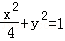 x²/4 + y² = 1